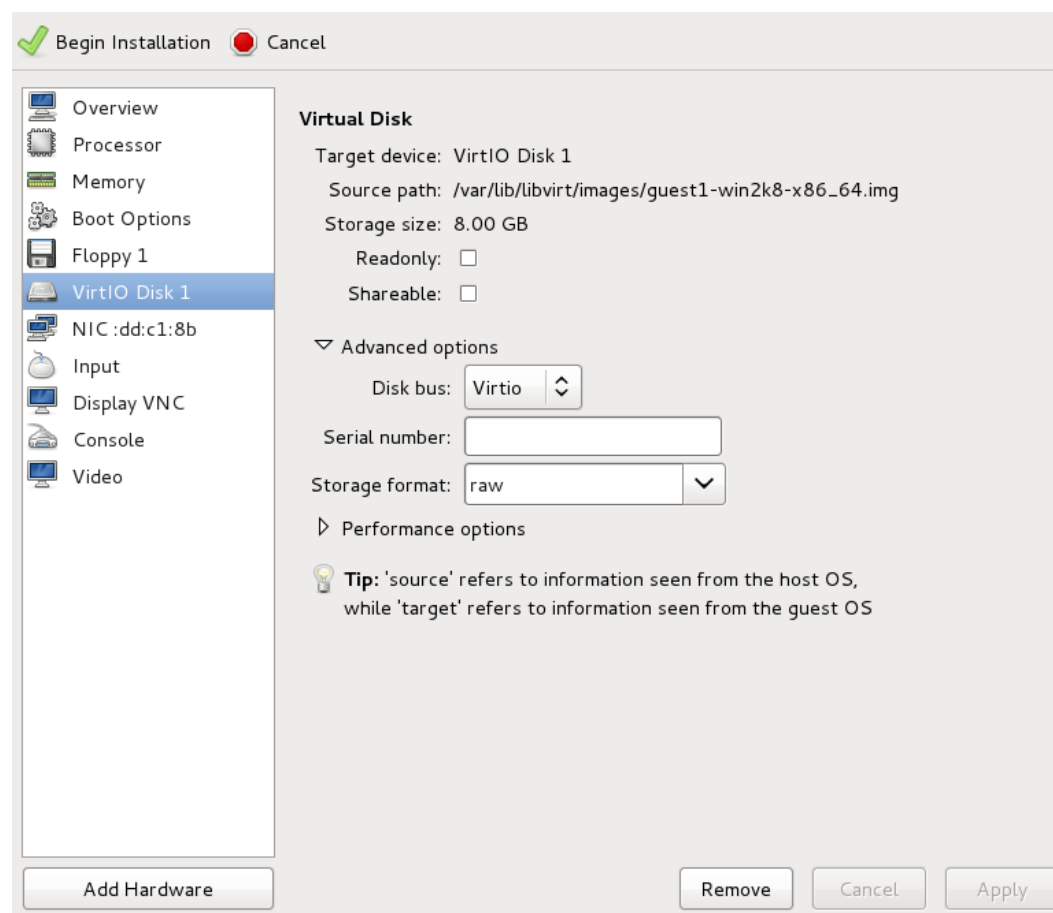 Begin Installation Cancel
Overview
Processor
Memory
Boot Options
Floppy 1
VirtIO Disk 1
NIC :dd:c1:8b
Input
Display VNC
Console
Video
Add Hardware
Virtual Disk
Target device: VirtIO Disk 1
Source path: /var/lib/libvirt/images/guest1-win2k8-x86_64.img
Storage size: 8.00 GB
Readonly:
Shareable:
Advanced options
Disk bus: Virtio
Serial number:
Storage format: raw
Performance options
Tip: 'source' refers to information seen from the host OS,
while 'target' refers to information seen from the guest OS
Remove Cancel Apply